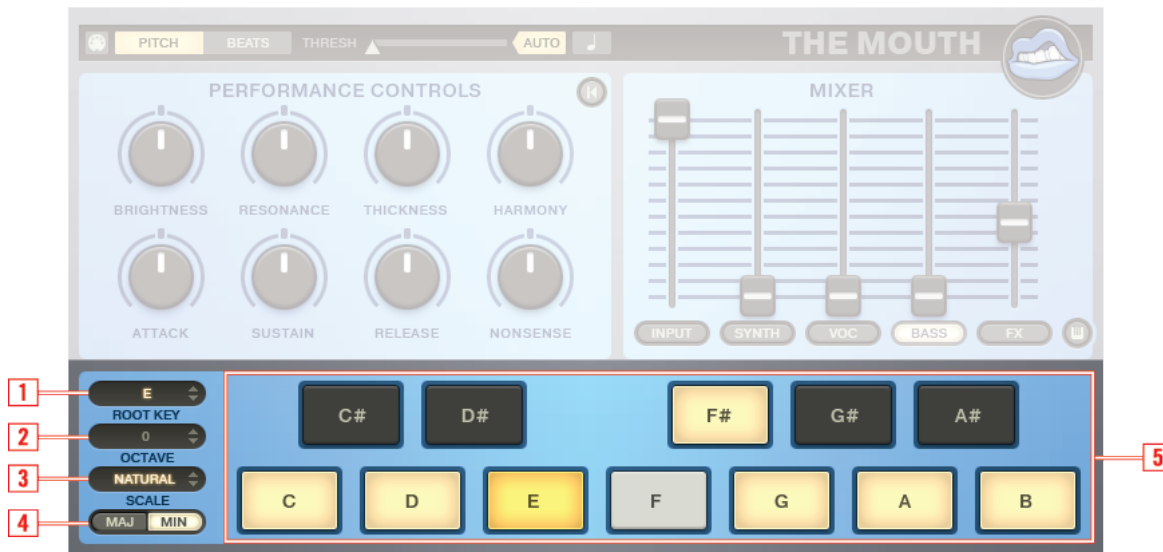 PITCH BEATS THRESH AUTO THE MOUTH
PERFORMANCE CONTROLS
MIXER
BRIGHTNESS RESONANCE THICKNESS HARMONY
ATTACK SUSTAIN RELEASE NONSENSE
INPUT SYNTH VOC BASS FX
1 E
ROOT KEY
2 0
OCTAVE
3 NATURAL
SCALE
4 MAJ MIN
C# D# F# G# A#
5
C D E F G A B